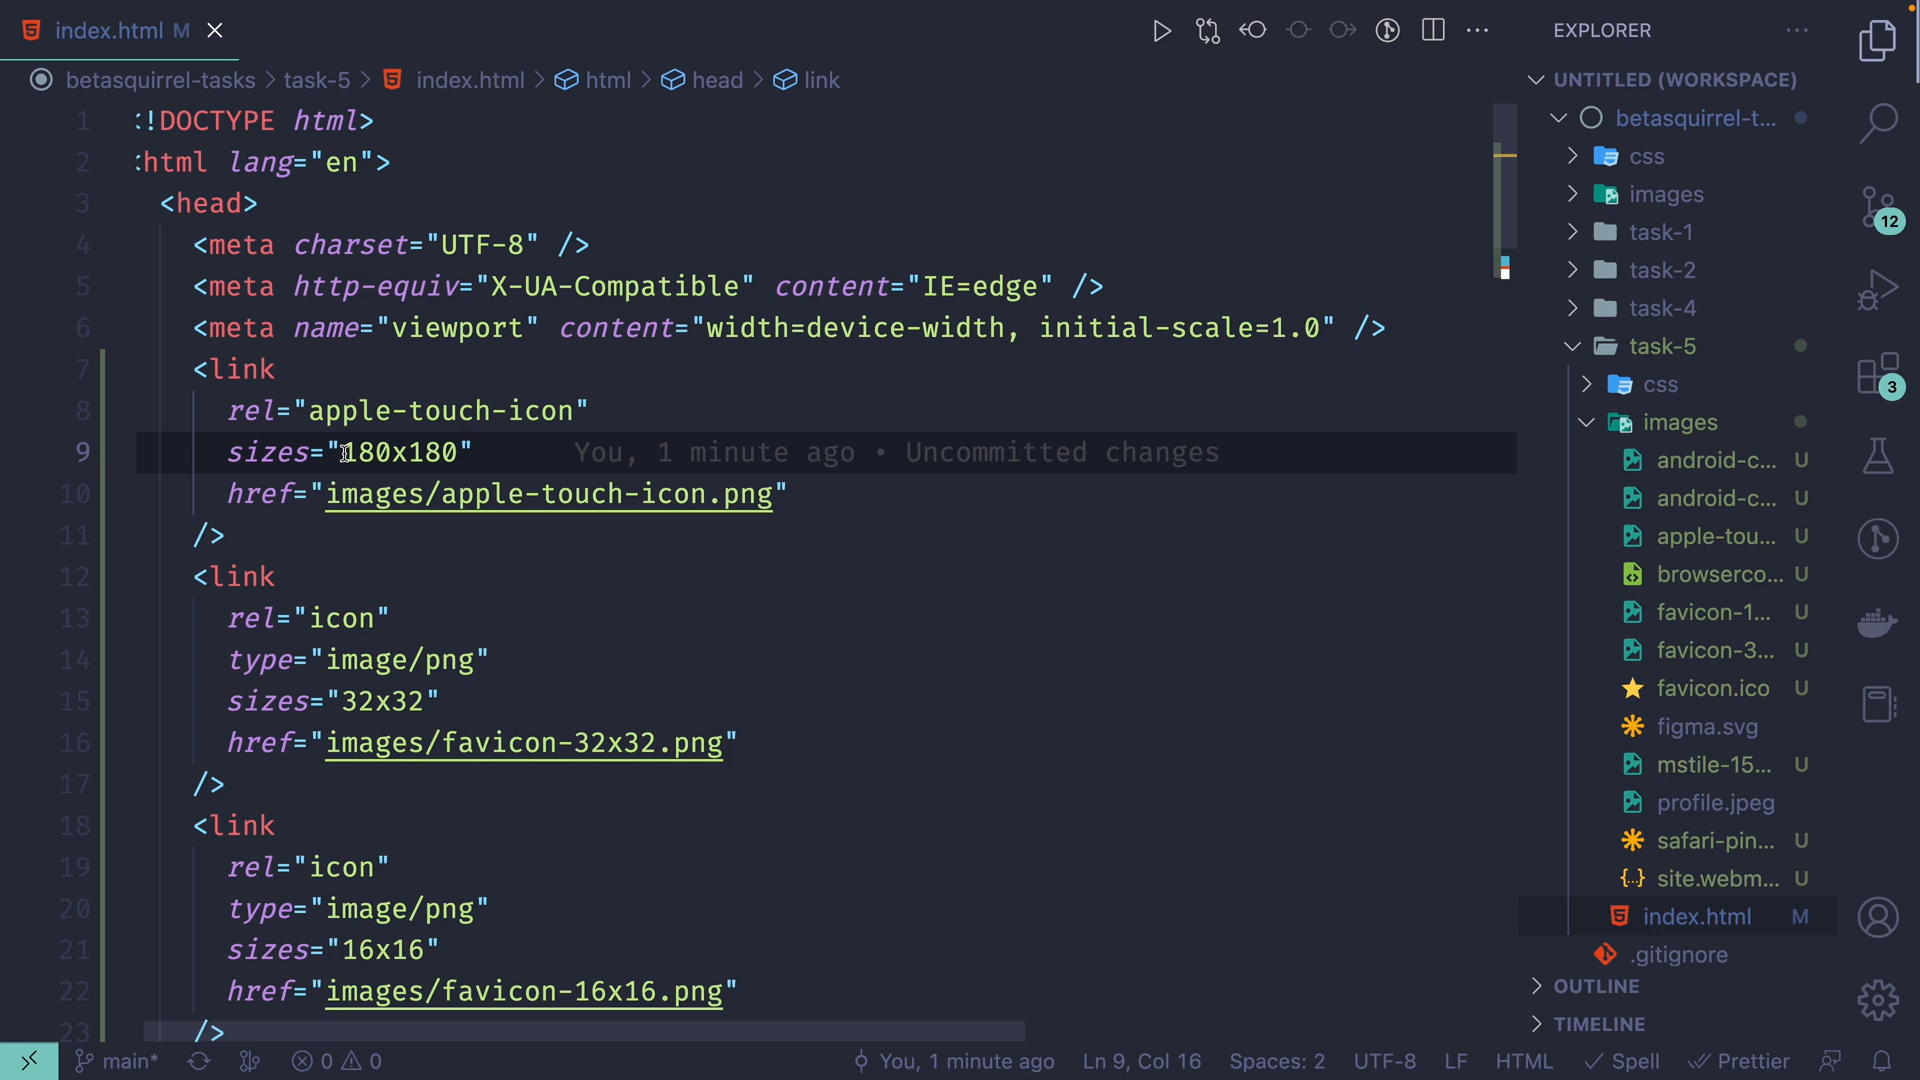 index.html M
EXPLORER
betasquirrel-tasks > task-5 > index.html > html > head > link
UNTITLED (WORKSPACE)
1 !DOCTYPE html>
2 html lang="en">
3 <head>
4 <meta charset="UTF-8" />
5 <meta http-equiv="X-UA-Compatible" content="IE=edge" />
6 <meta name="viewport" content="width=device-width, initial-scale=1.0" />
7 <link
8 rel="apple-touch-icon"
9 sizes="180x180" You, 1 minute ago • Uncommitted changes
10 href="images/apple-touch-icon.png"
11 />
12 <link
13 rel="icon"
14 type="image/png"
15 sizes="32x32"
16 href="images/favicon-32x32.png"
17 />
18 <link
19 rel="icon"
20 type="image/png"
21 sizes="16x16"
22 href="images/favicon-16x16.png"
23 />
betasquirrel-t...
css
images
task-1
task-2
task-4
task-5
css
images
android-c... U
android-c... U
apple-tou... U
browserco... U
favicon-1... U
favicon-3... U
favicon.ico U
figma.svg
mstile-15... U
profile.jpeg
safari-pin... U
site.webm... U
index.html M
.gitignore
OUTLINE
TIMELINE
12
3
main* 0 0 You, 1 minute ago Ln 9, Col 16 Spaces: 2 UTF-8 LF HTML Spell Prettier